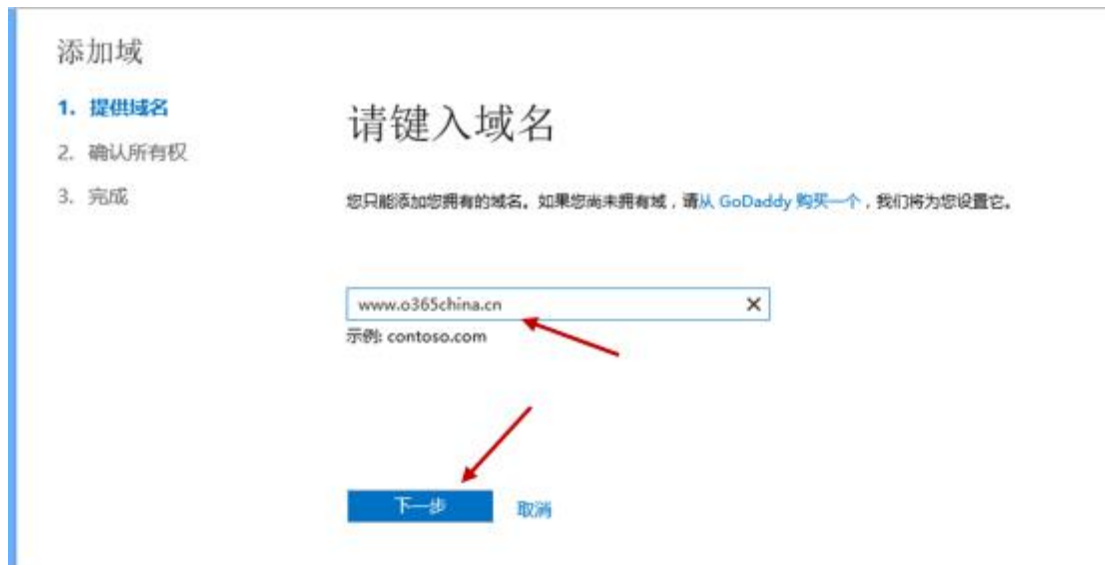 添加域
1. 提供域名
2. 确认所有权
3. 完成
请键入域名
您只能添加您拥有的域名。如果您尚未拥有域，请从 GoDaddy 购买一个，我们将为您设置它。
www.o365china.cn ×
示例: contoso.com
下一步 取消